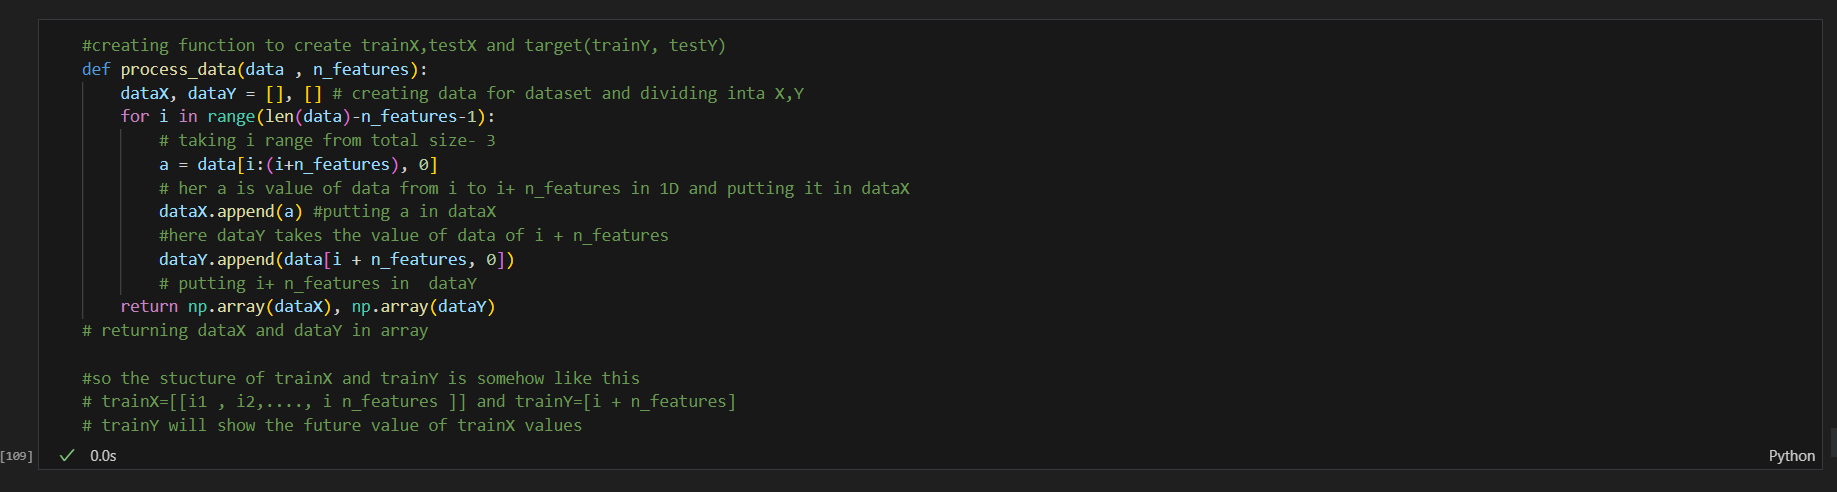 #creating function to create trainX,testX and target(trainY, testY)
def process_data(data , n_features):
    dataX, dataY = [], [] # creating data for dataset and dividing inta X,Y
    for i in range(len(data)-n_features-1):
        # taking i range from total size- 3
        a = data[i:(i+n_features), 0]
        # her a is value of data from i to i+ n_features in 1D and putting it in dataX
        dataX.append(a) #putting a in dataX
        #here dataY takes the value of data of i + n_features
        dataY.append(data[i + n_features, 0])
        # putting i+ n_features in  dataY
    return np.array(dataX), np.array(dataY)
# returning dataX and dataY in array

#so the stucture of trainX and trainY is somehow like this
# trainX=[[i1 , i2,...., i n_features ]] and trainY=[i + n_features]
# trainY will show the future value of trainX values
[109] ✓ 0.0s Python